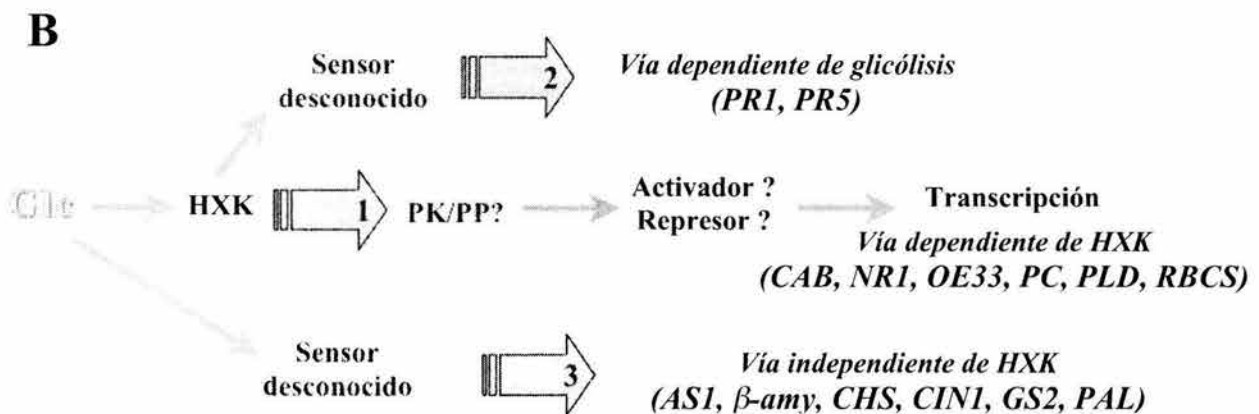 B
Sensor
desconocido
2
Vía dependiente de glicólisis
(PR1, PR5)
Glc
HXK
1
PK/PP?
Activador ?
Represor ?
Transcripción
Vía dependiente de HXK
(CAB, NR1, OE33, PC, PLD, RBCS)
Sensor
desconocido
3
Vía independiente de HXK
(AS1, β-amy, CHS, CIN1, GS2, PAL)